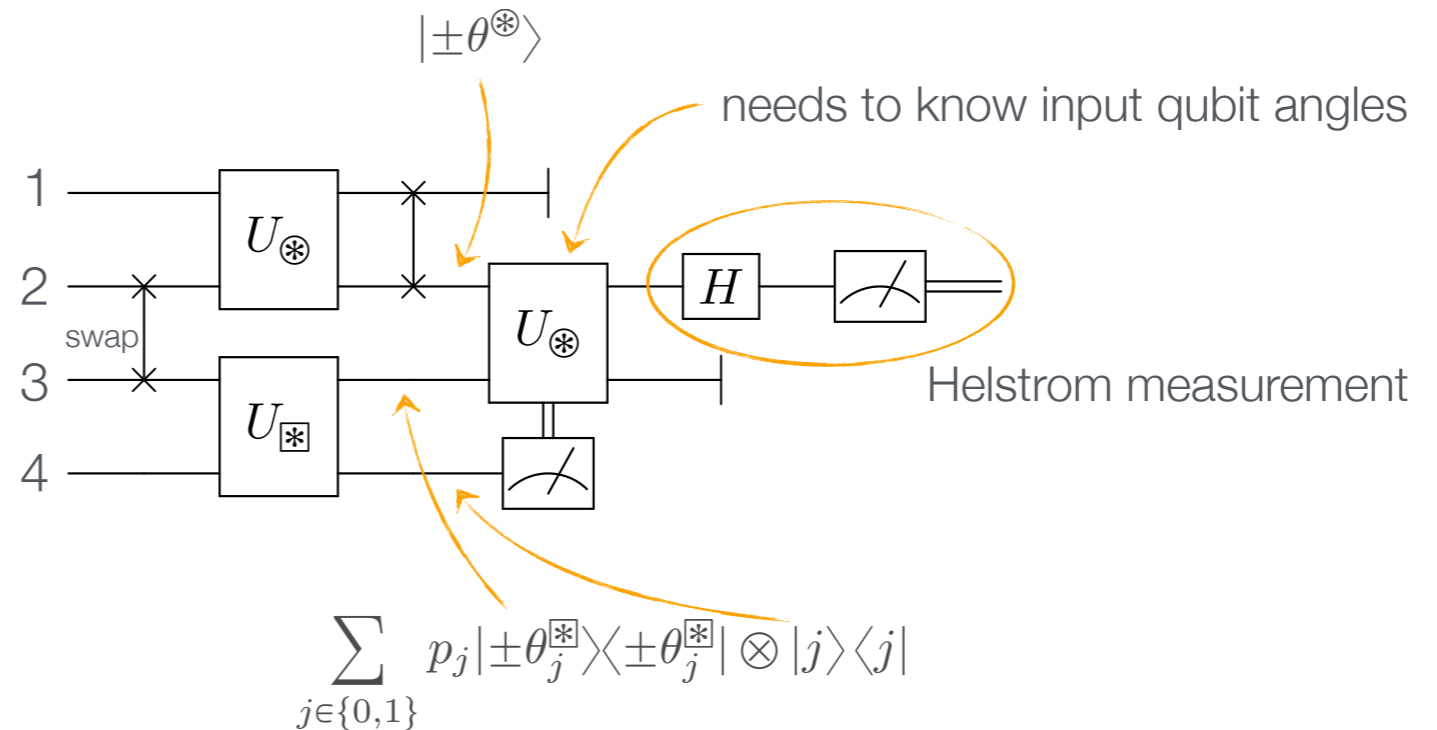 |±θ^⊛⟩
needs to know input qubit angles
1
U_⊛
2
swap
U_⊛
H
3
Helstrom measurement
U_⧆
4
∑_{j∈{0,1}} p_j|±θ_j^⧆⟩⟨±θ_j^⧆| ⊗ |j⟩⟨j|